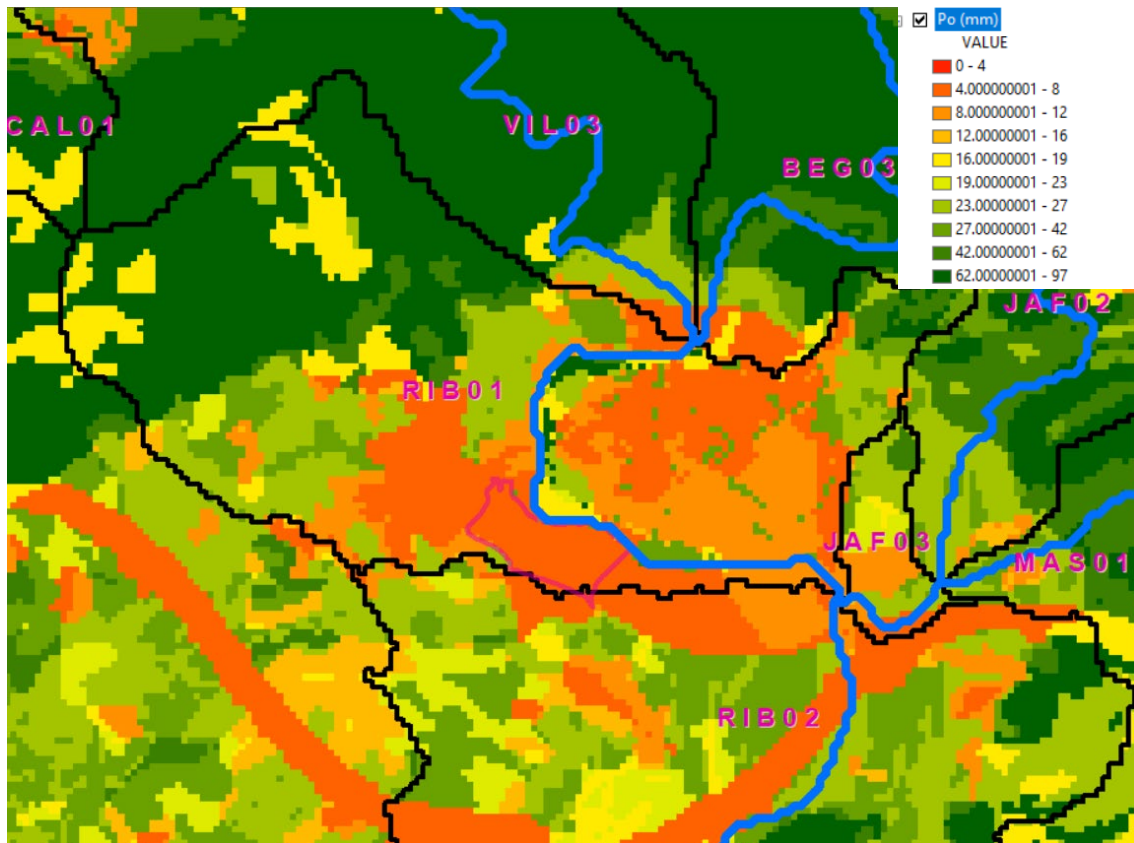 Po (mm)
VALUE
0 - 4
4.000000001 - 8
8.000000001 - 12
12.00000001 - 16
16.00000001 - 19
19.00000001 - 23
23.00000001 - 27
27.00000001 - 42
42.00000001 - 62
62.00000001 - 97
CAL01
VIL03
BEG03
JAF02
RIB01
JAF03
MAS01
RIB02